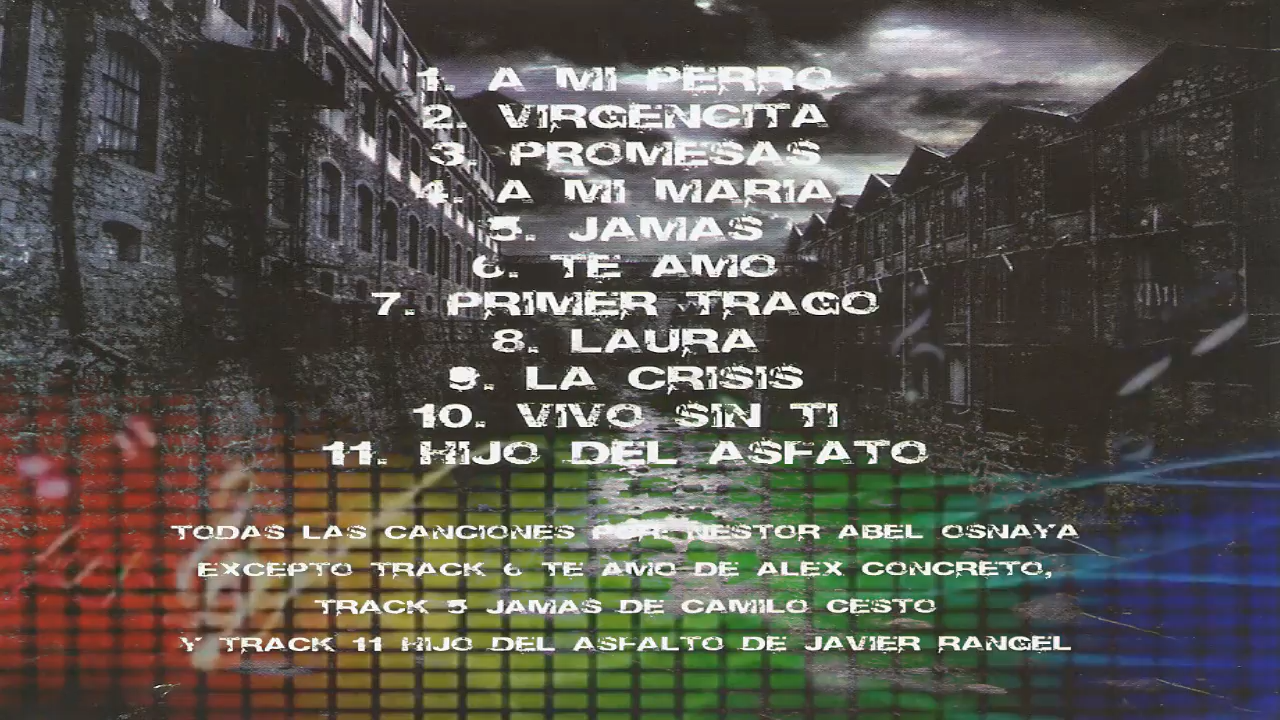 1. A MI PERRO
2. VIRGENCITA
3. PROMESAS
4. A MI MARIA
5. JAMAS
6. TE AMO
7. PRIMER TRAGO
8. LAURA
9. LA CRISIS
10. VIVO SIN TI
11. HIJO DEL ASFATO
TODAS LAS CANCIONES POR: NESTOR ABEL OSNAYA
EXCEPTO TRACK 6 TE AMO DE ALEX CONCRETO,
TRACK 5 JAMAS DE CAMILO CESTO
Y TRACK 11 HIJO DEL ASFALTO DE JAVIER RANGEL